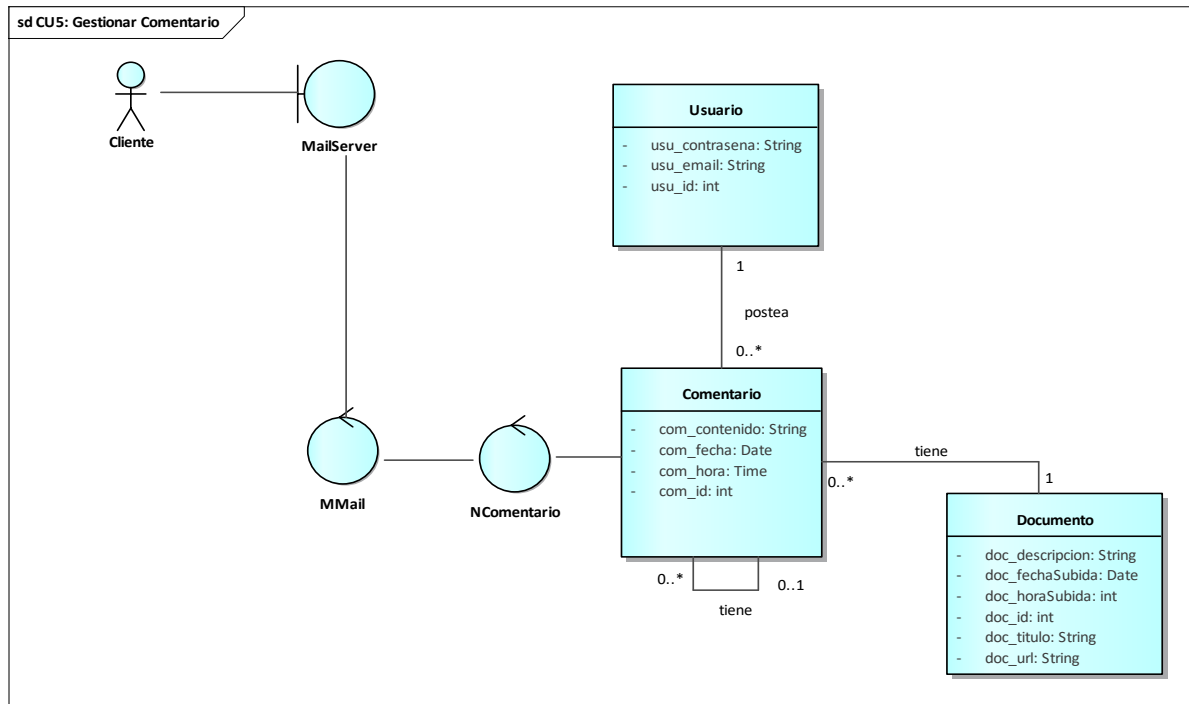 sd CU5: Gestionar Comentario
Cliente
MailServer
Usuario
- usu_contrasena: String
- usu_email: String
- usu_id: int
1
postea
0..*
Comentario
- com_contenido: String
- com_fecha: Date
- com_hora: Time
- com_id: int
MMail
NComentario
tiene
0..*
1
Documento
- doc_descripcion: String
- doc_fechaSubida: Date
- doc_horaSubida: int
- doc_id: int
- doc_titulo: String
- doc_url: String
0..*
0..1
tiene